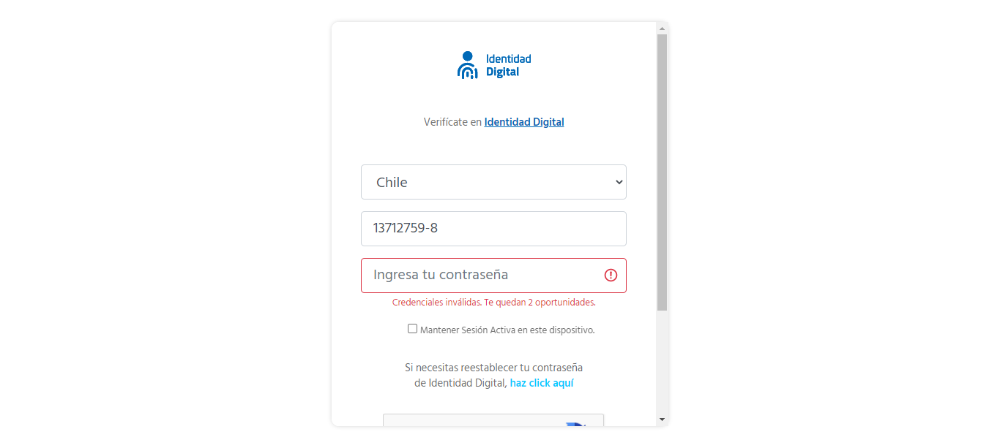 Identidad
Digital
Verifícate en Identidad Digital
Chile
13712759-8
Ingresa tu contraseña
Credenciales inválidas. Te quedan 2 oportunidades.
Mantener Sesión Activa en este dispositivo.
Si necesitas reestablecer tu contraseña
de Identidad Digital, haz click aquí